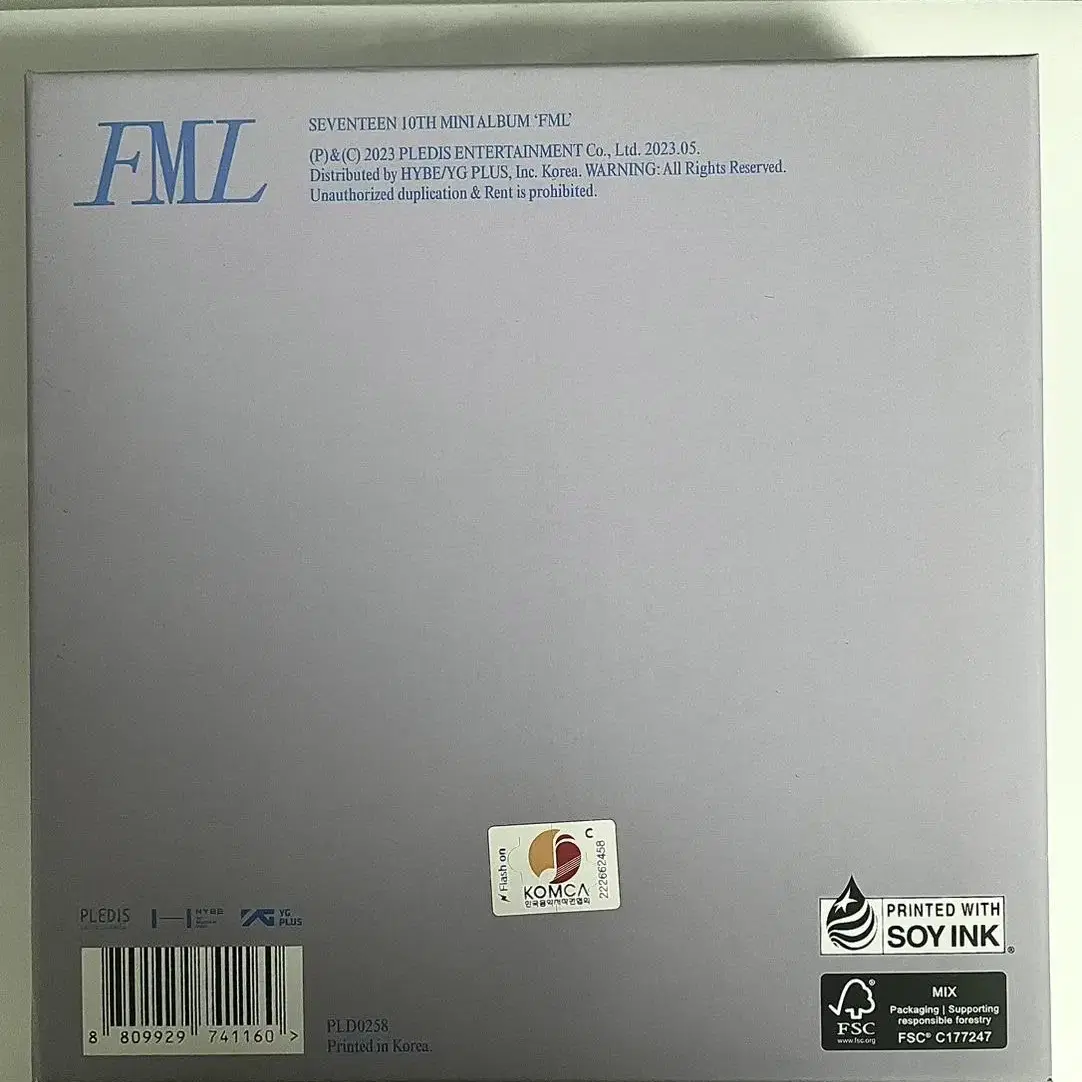 FML
SEVENTEEN 10TH MINI ALBUM ‘FML’
(P)&(C) 2023 PLEDIS ENTERTAINMENT Co., Ltd. 2023.05.
Distributed by HYBE/YG PLUS, Inc. Korea. WARNING: All Rights Reserved.
Unauthorized duplication & Rent is prohibited.
Flash on
C
KOMCA
한국음악저작권협회
222662458
PLEDIS
HYBE
YG
PLUS
8 809929 741160 >
PLD0258
Printed in Korea.
PRINTED WITH
SOY INK®
FSC
www.fsc.org
MIX
Packaging | Supporting
responsible forestry
FSC® C177247